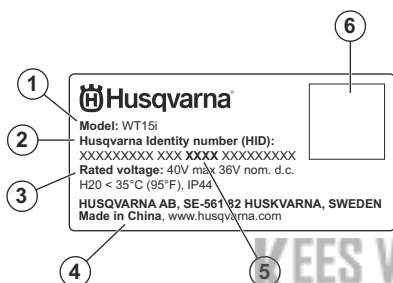 1
2
3
4
5
6
Husqvarna
Model: WT15i
Husqvarna Identity number (HID):
XXXXXXXXX XXX XXXX XXXXXXXXX
Rated voltage: 40V max 36V nom. d.c.
H20 < 35°C (95°F), IP44
HUSQVARNA AB, SE-561 82 HUSKVARNA, SWEDEN
Made in China, www.husqvarna.com
KEES V